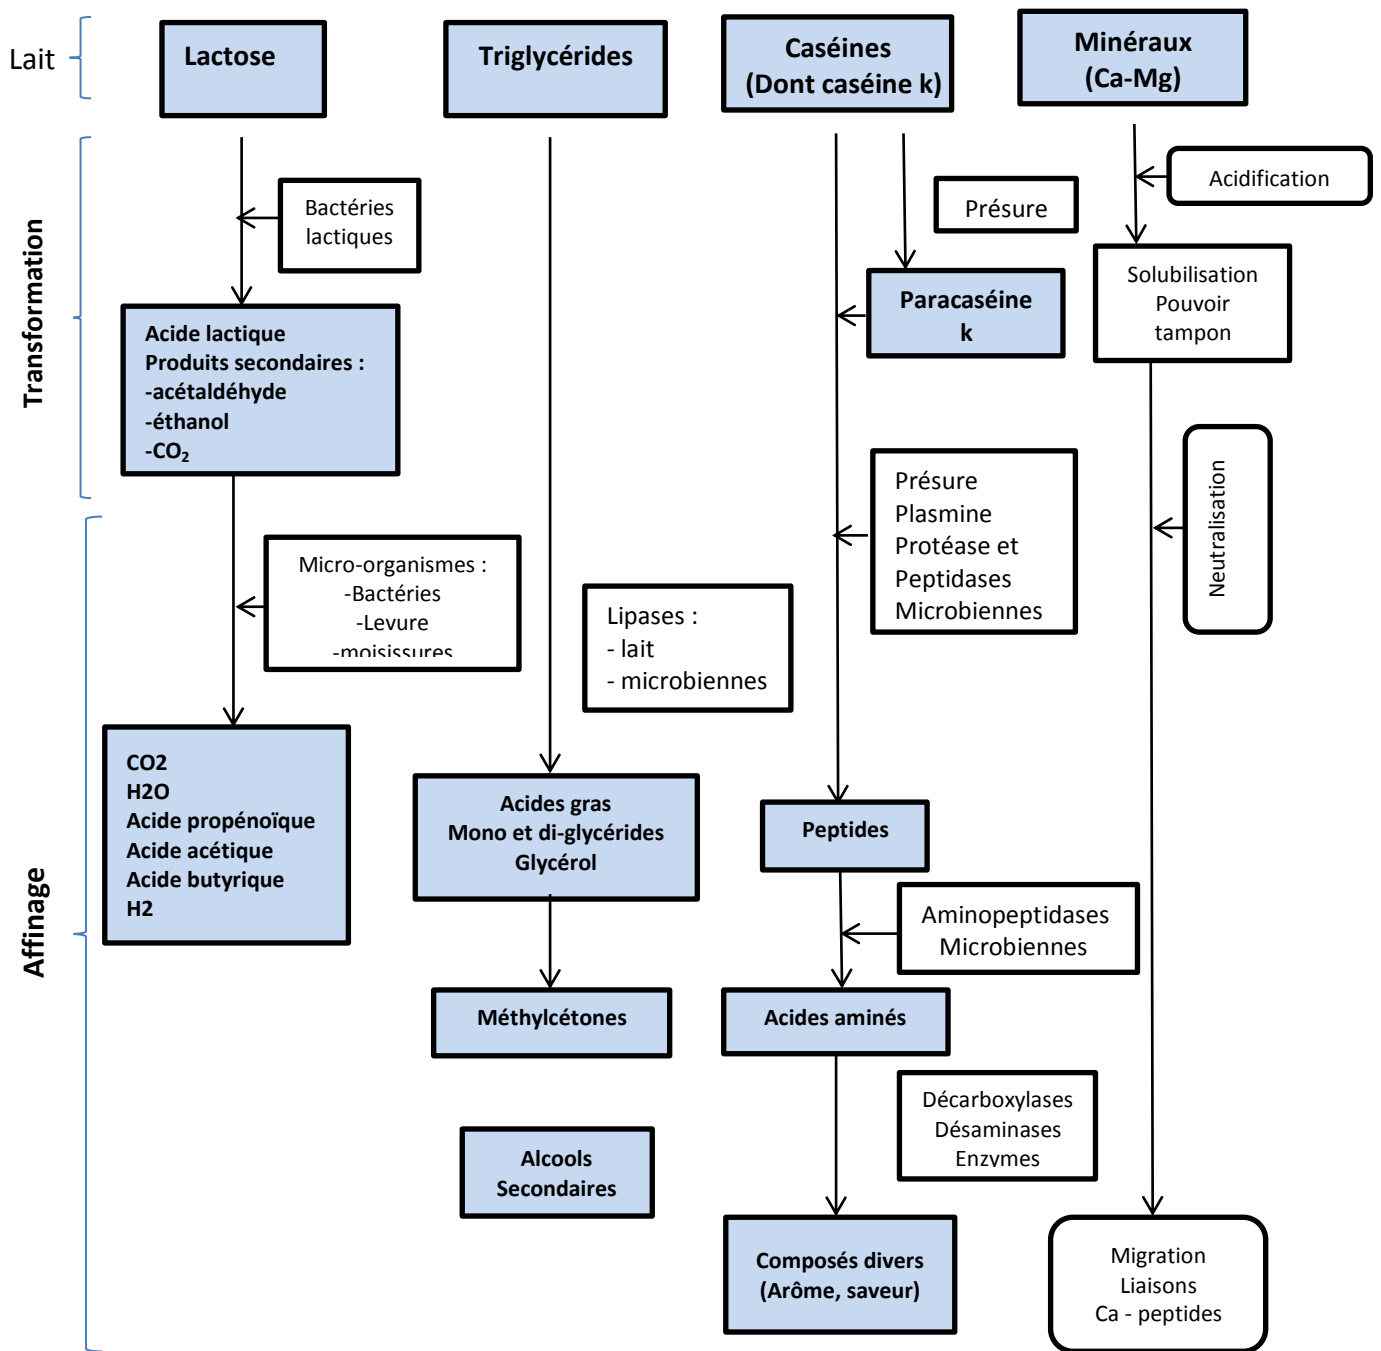 Lait
Lactose
Triglycérides
Caséines
(Dont caséine k)
Minéraux
(Ca-Mg)
Transformation
Bactéries
lactiques
Présure
Acidification
Acide lactique
Produits secondaires :
-acétaldéhyde
-éthanol
-CO₂
Paracaséine
k
Solubilisation
Pouvoir
tampon
Présure
Plasmine
Protéase et
Peptidases
Microbiennes
Neutralisation
Affinage
Micro-organismes :
-Bactéries
-Levure
-moisissures
Lipases :
- lait
- microbiennes
CO2
H2O
Acide propénoïque
Acide acétique
Acide butyrique
H2
Acides gras
Mono et di-glycérides
Glycérol
Peptides
Aminopeptidases
Microbiennes
Méthylcétones
Acides aminés
Alcools
Secondaires
Décarboxylases
Désaminases
Enzymes
Composés divers
(Arôme, saveur)
Migration
Liaisons
Ca - peptides